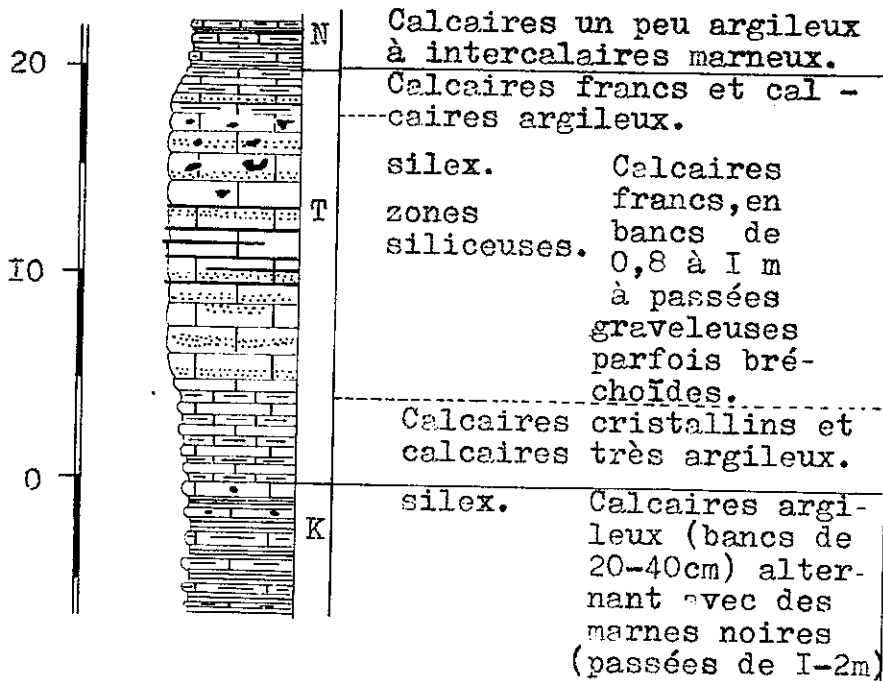 N
Calcaires un peu argileux
à intercalaires marneux.
20
Calcaires francs et cal -
caires argileux.
silex.
zones
siliceuses.
Calcaires
francs, en
bancs de
0,8 à I m
à passées
graveleuses
parfois bré-
choïdes.
T
I0
Calcaires cristallins et
calcaires très argileux.
0
K
silex.
Calcaires argi-
leux (bancs de
20-40cm) alter-
nant avec des
marnes noires
(passées de I-2m)